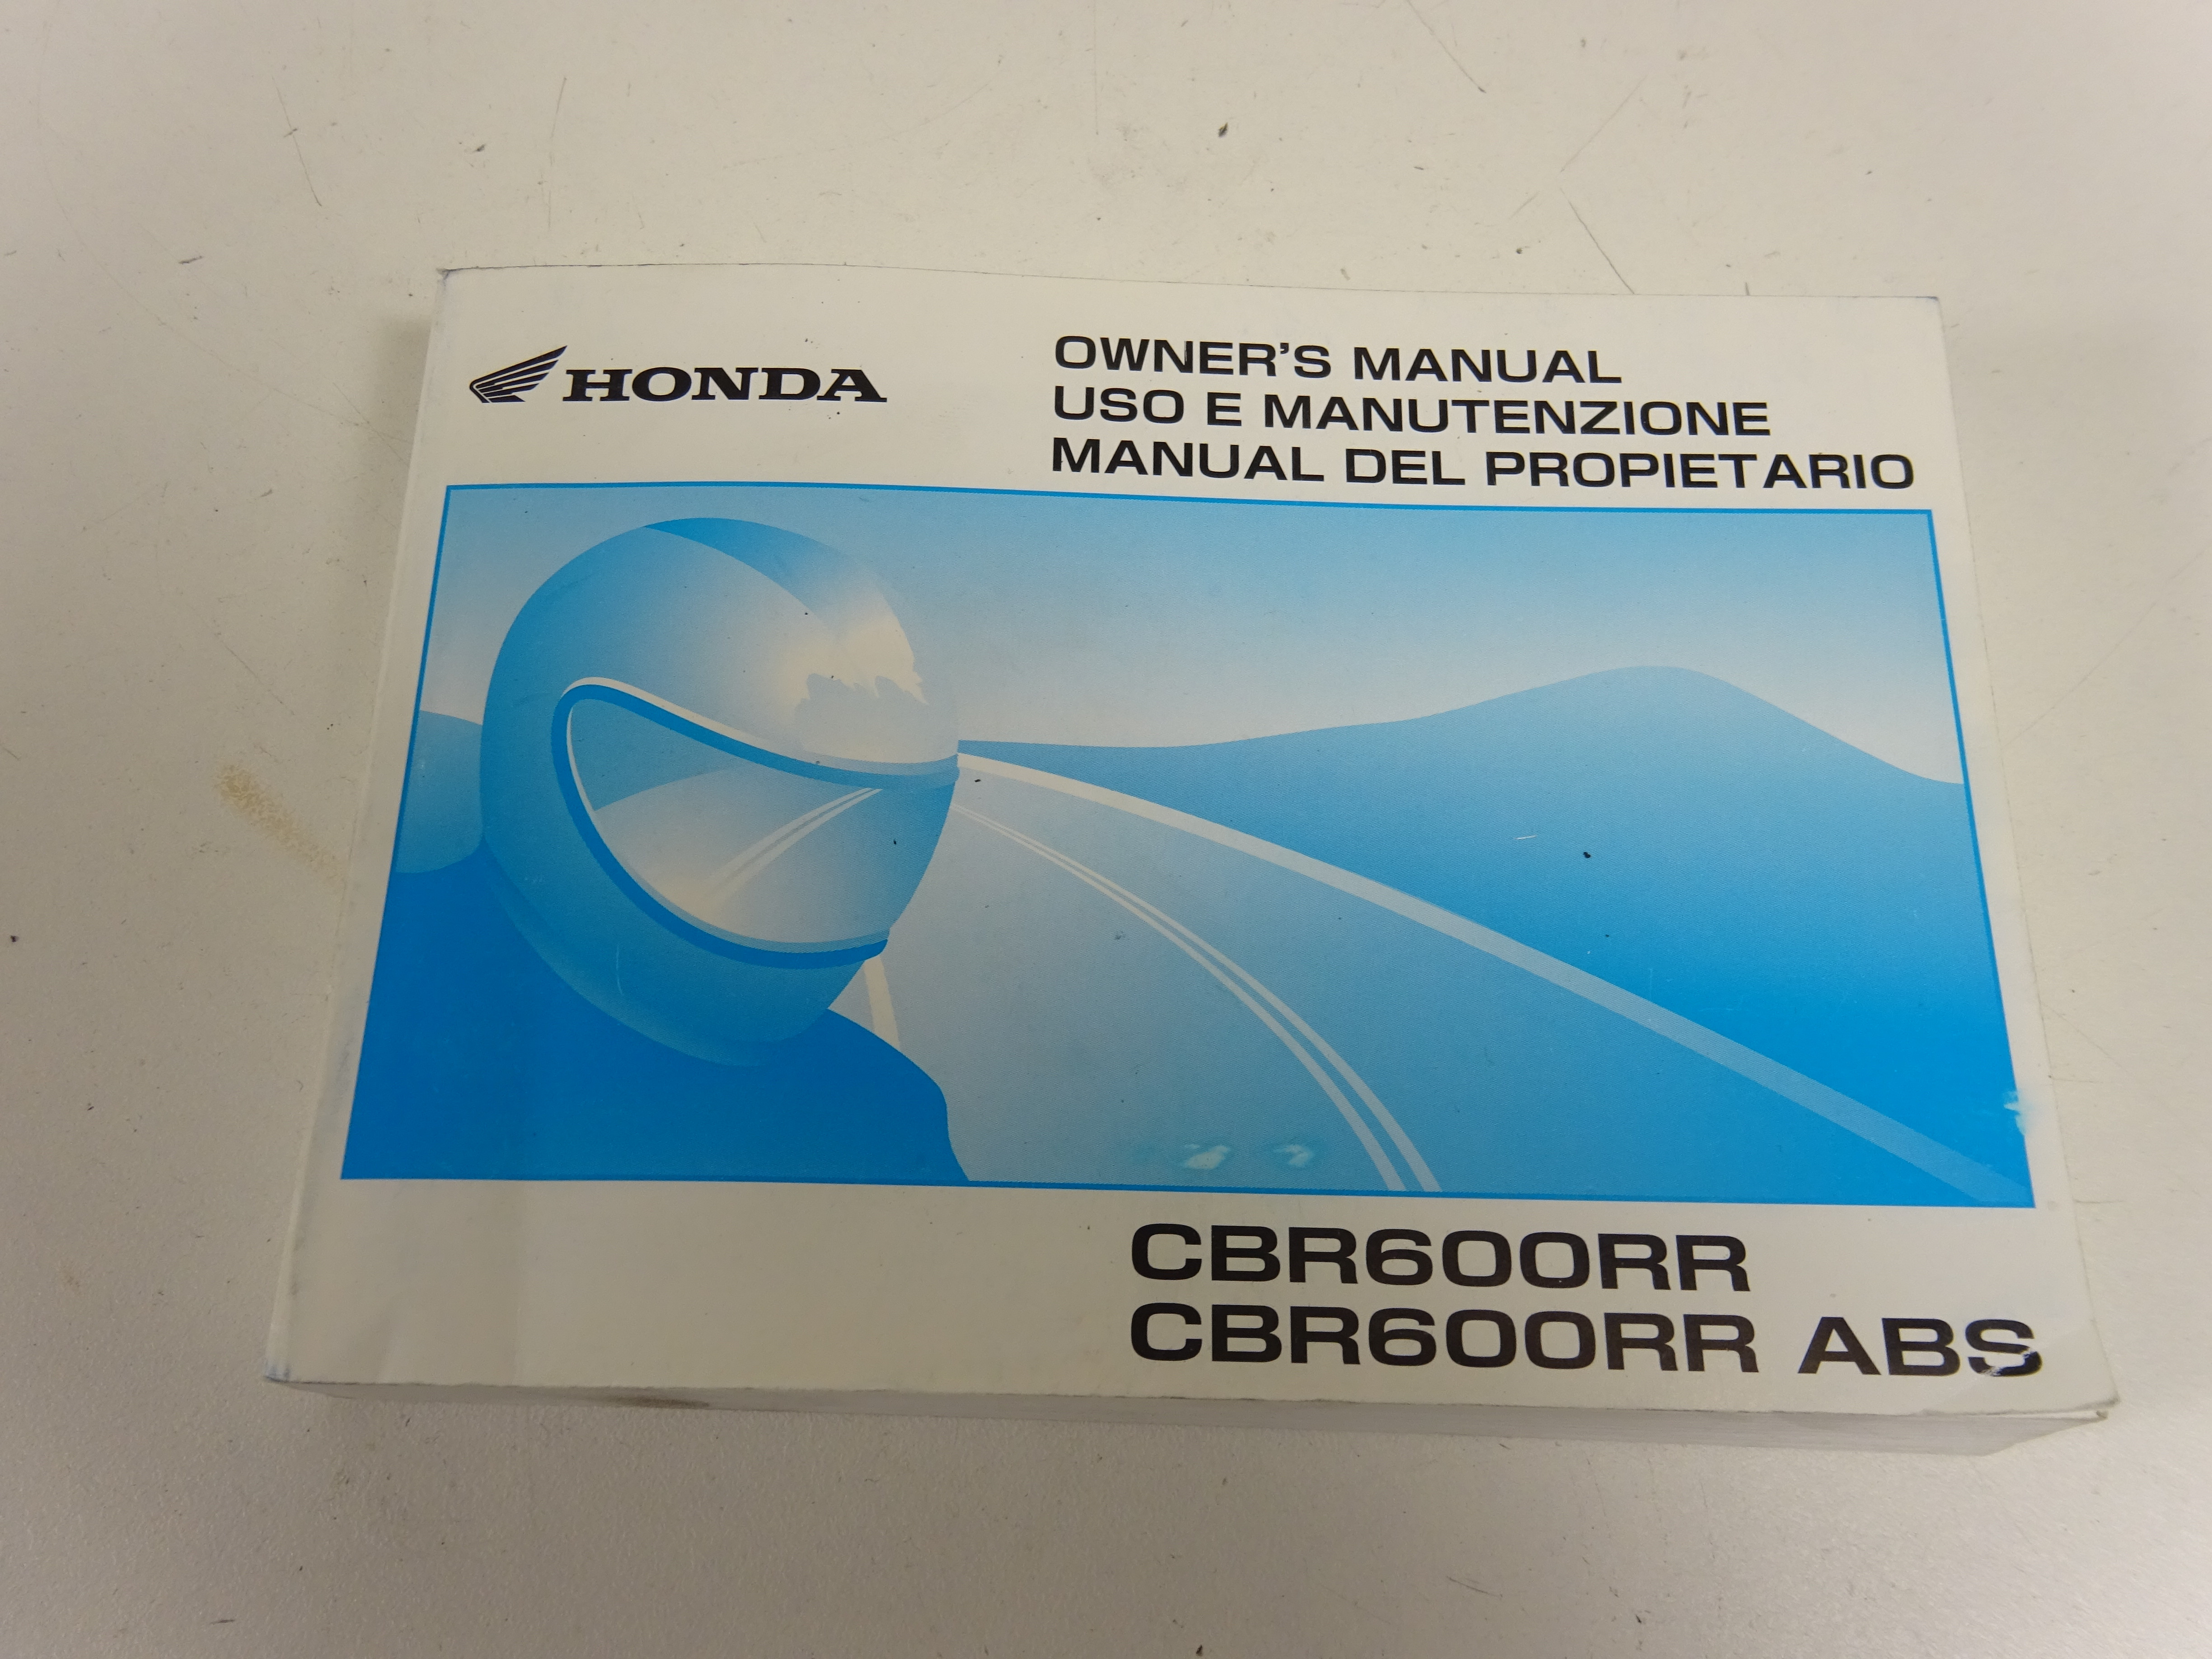 HONDA
OWNER'S MANUAL
USO E MANUTENZIONE
MANUAL DEL PROPIETARIO
CBR600RR
CBR600RR ABS